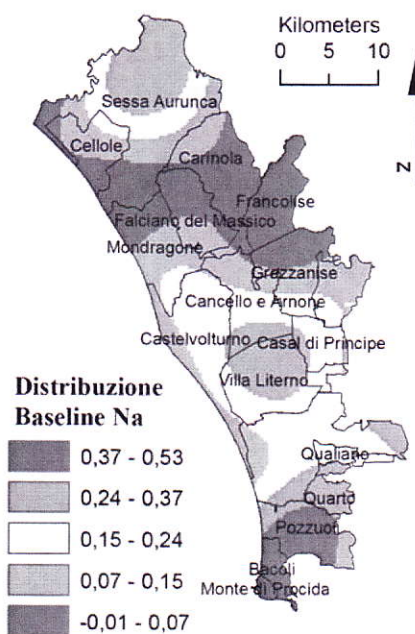 Kilometers
0 5 10
Sessa Aurunca
Cellole
Carinola
Z
Francolise
Falciano del Massico
Mondragone
Grazzanise
Cancello e Arnone
Castelvolturno
Casal di Principe
Villa Literno
Distribuzione
Baseline Na
0,37 - 0,53
Qualiano
0,24 - 0,37
Quarto
0,15 - 0,24
Pozzuoli
0,07 - 0,15
Bacoli
Monte di Procida
-0,01 - 0,07